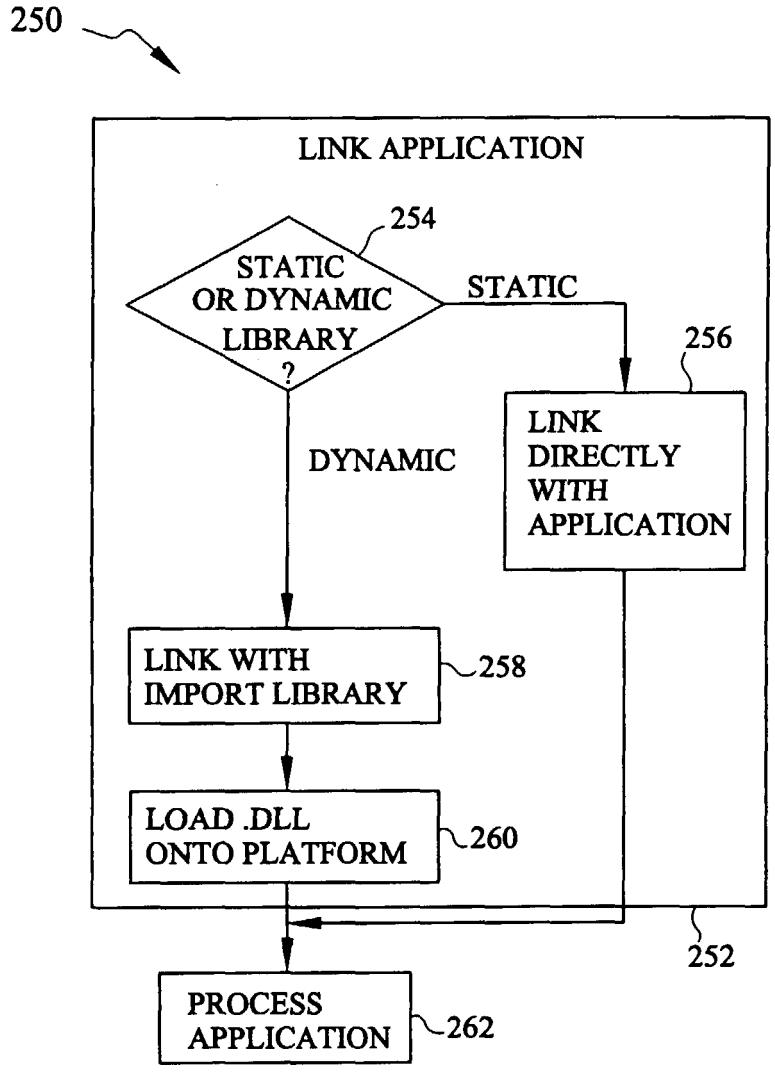 250
LINK APPLICATION
254
STATIC
OR DYNAMIC
LIBRARY
?
STATIC
256
LINK
DIRECTLY
WITH
APPLICATION
DYNAMIC
LINK WITH
IMPORT LIBRARY
258
LOAD .DLL
ONTO PLATFORM
260
252
PROCESS
APPLICATION
262